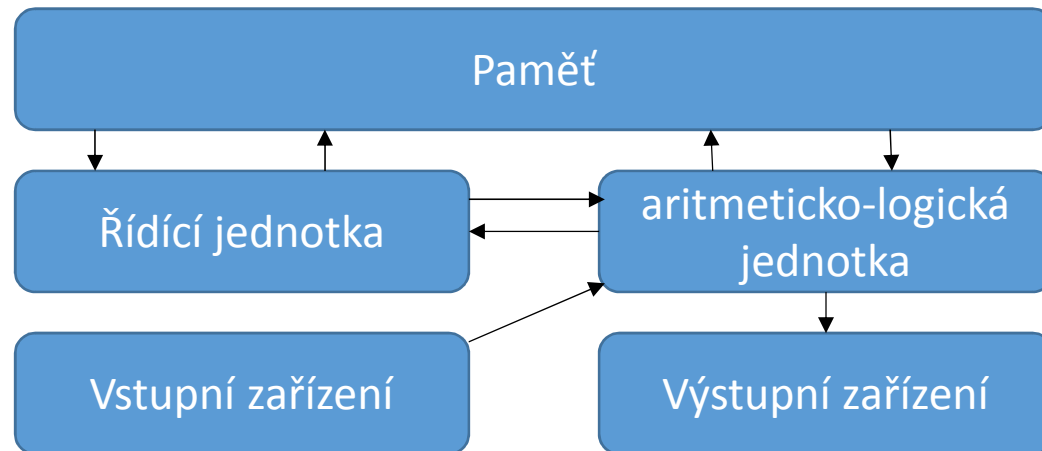 Paměť
Řídící jednotka
aritmeticko-logická
jednotka
Vstupní zařízení
Výstupní zařízení